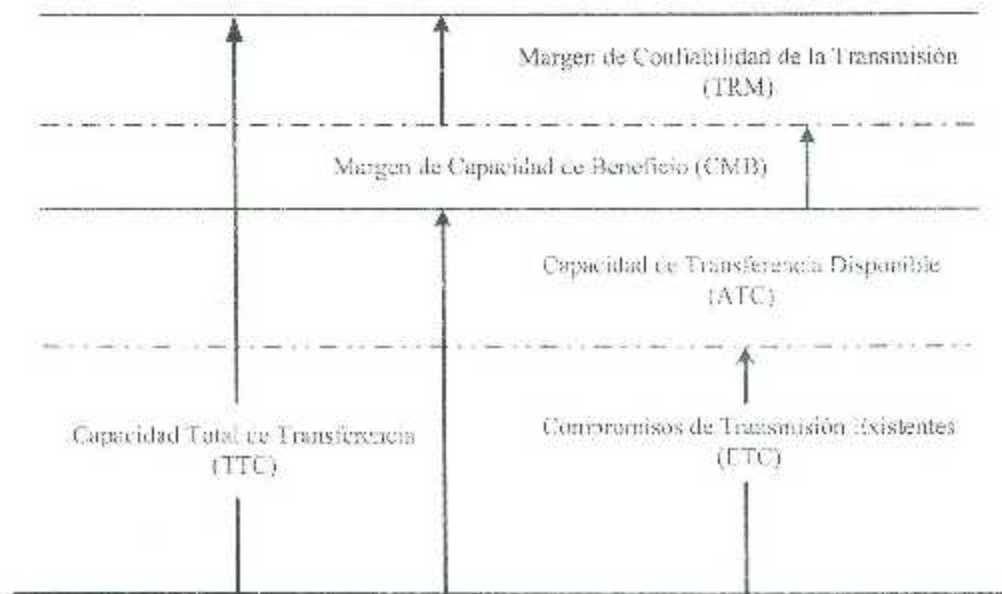 Margen de Confiabilidad de la Transmisión
(TRM)
Margen de Capacidad de Beneficio (CMB)
Capacidad de Transferencia Disponible
(ATC)
Capacidad Total de Transferencia
(TTC)
Compromisos de Transmisión Existentes
(ETC)